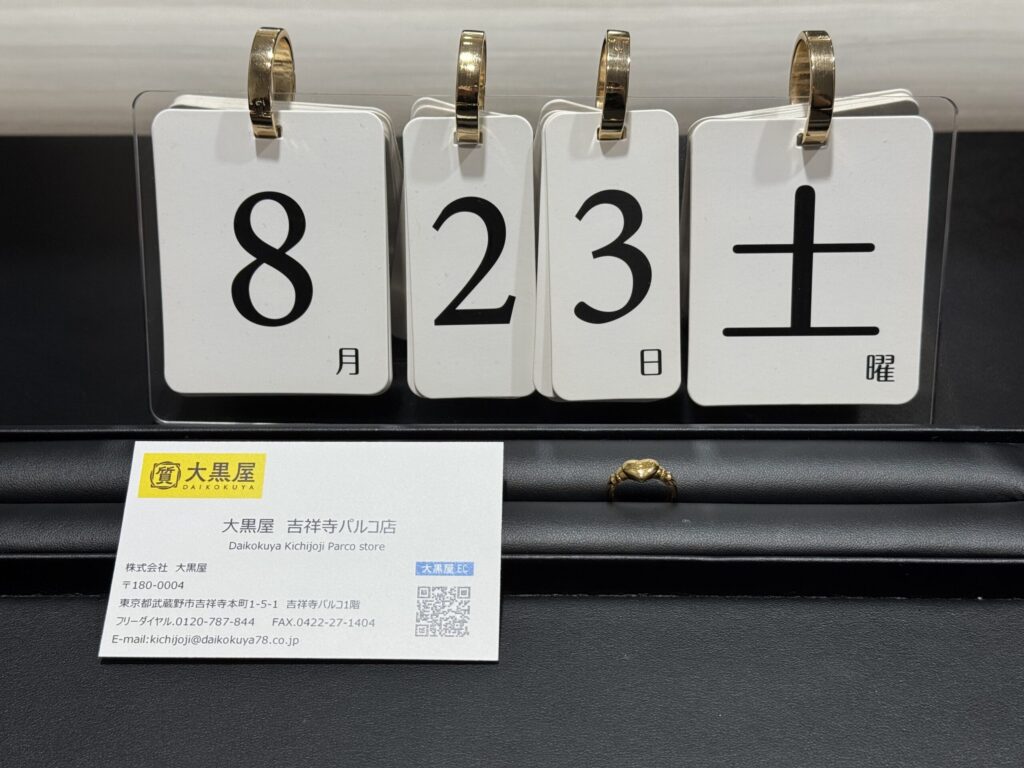 8月
23日
土曜
質 大黒屋
DAIKOKUYA
大黒屋 吉祥寺パルコ店
Daikokuya Kichijoji Parco store
株式会社 大黒屋
大黒屋.EC
〒180-0004
東京都武蔵野市吉祥寺本町1-5-1 吉祥寺パルコ1階
フリーダイヤル.0120-787-844 FAX.0422-27-1404
E-mail:kichijoji@daikokuya78.co.jp